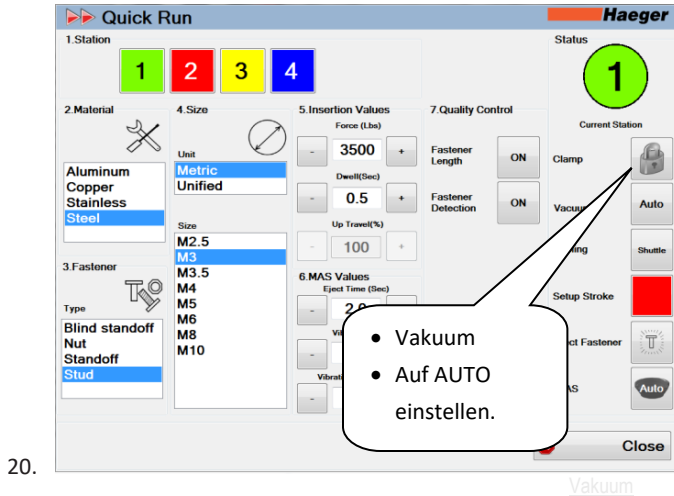 Quick Run
Haeger
1.Station
1
2
3
4
Status
1
Current Station
2.Material
Aluminum
Copper
Stainless
Steel
3.Fastener
Type
Blind standoff
Nut
Standoff
Stud
4.Size
Unit
Metric
Unified
Size
M2.5
M3
M3.5
M4
M5
M6
M8
M10
5.Insertion Values
Force (Lbs)
- 3500 +
Dwell(Sec)
- 0.5 +
Up Travel(%)
- 100 +
6.MAS Values
Eject Time (Sec)
-
-
-
7.Quality Control
Fastener
Length
ON
Fastener
Detection
ON
Clamp
Auto
Shuttle
Setup Stroke
Auto
• Vakuum
• Auf AUTO
einstellen.
Close
20.
Vakuum